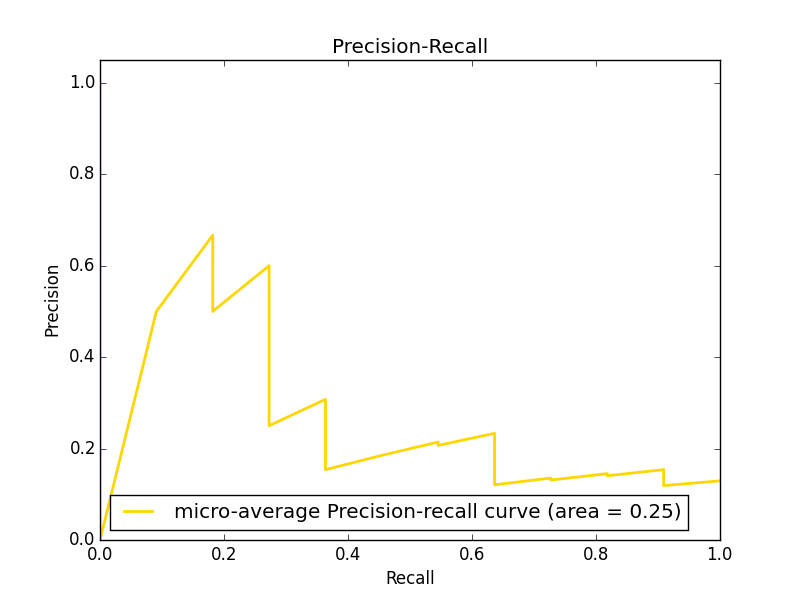 Precision-Recall
1.0
0.8
0.6
0.4
0.2
0.0
Precision
micro-average Precision-recall curve (area = 0.25)
0.0 0.2 0.4 0.6 0.8 1.0
Recall